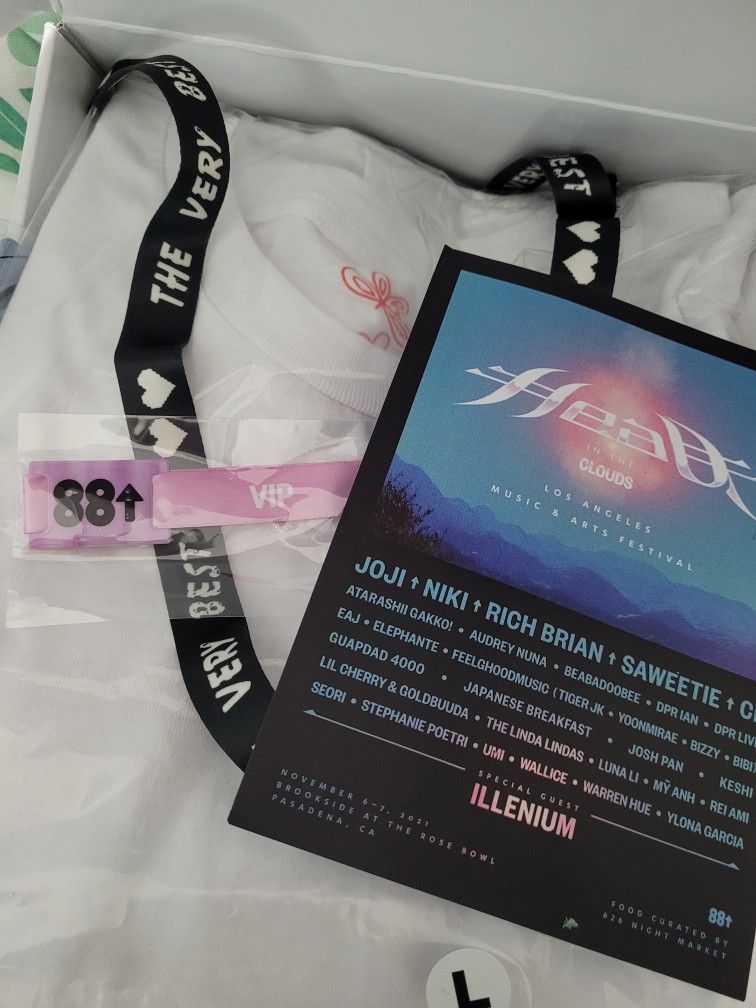 THE VERY BES
VERY BEST
88↑
VIP
VERY BEST
HEAD
IN THE
CLOUDS
LOS ANGELES
MUSIC & ARTS FESTIVAL
JOJI ↑ NIKI ↑ RICH BRIAN ↑ SAWEETIE ↑ C
ATARASHII GAKKO! • AUDREY NUNA • BEABADOOBEE • DPR IAN • DPR LIV
EAJ • ELEPHANTE • FEELGHOODMUSIC (TIGER JK • YOONMIRAE • BIZZY • BIBI
GUAPDAD 4000 • JAPANESE BREAKFAST • JOSH PAN • KESHI
LIL CHERRY & GOLDBUUDA • THE LINDA LINDAS • LUNA LI • MỸ ANH • REI AMI
SEORI • STEPHANIE POETRI • UMI • WALLICE • WARREN HUE • YLONA GARCIA
SPECIAL GUEST
ILLENIUM
NOVEMBER 6–7, 2021
BROOKSIDE AT THE ROSE BOWL
PASADENA, CA
88↑
FOOD CURATED BY
626 NIGHT MARKET
L